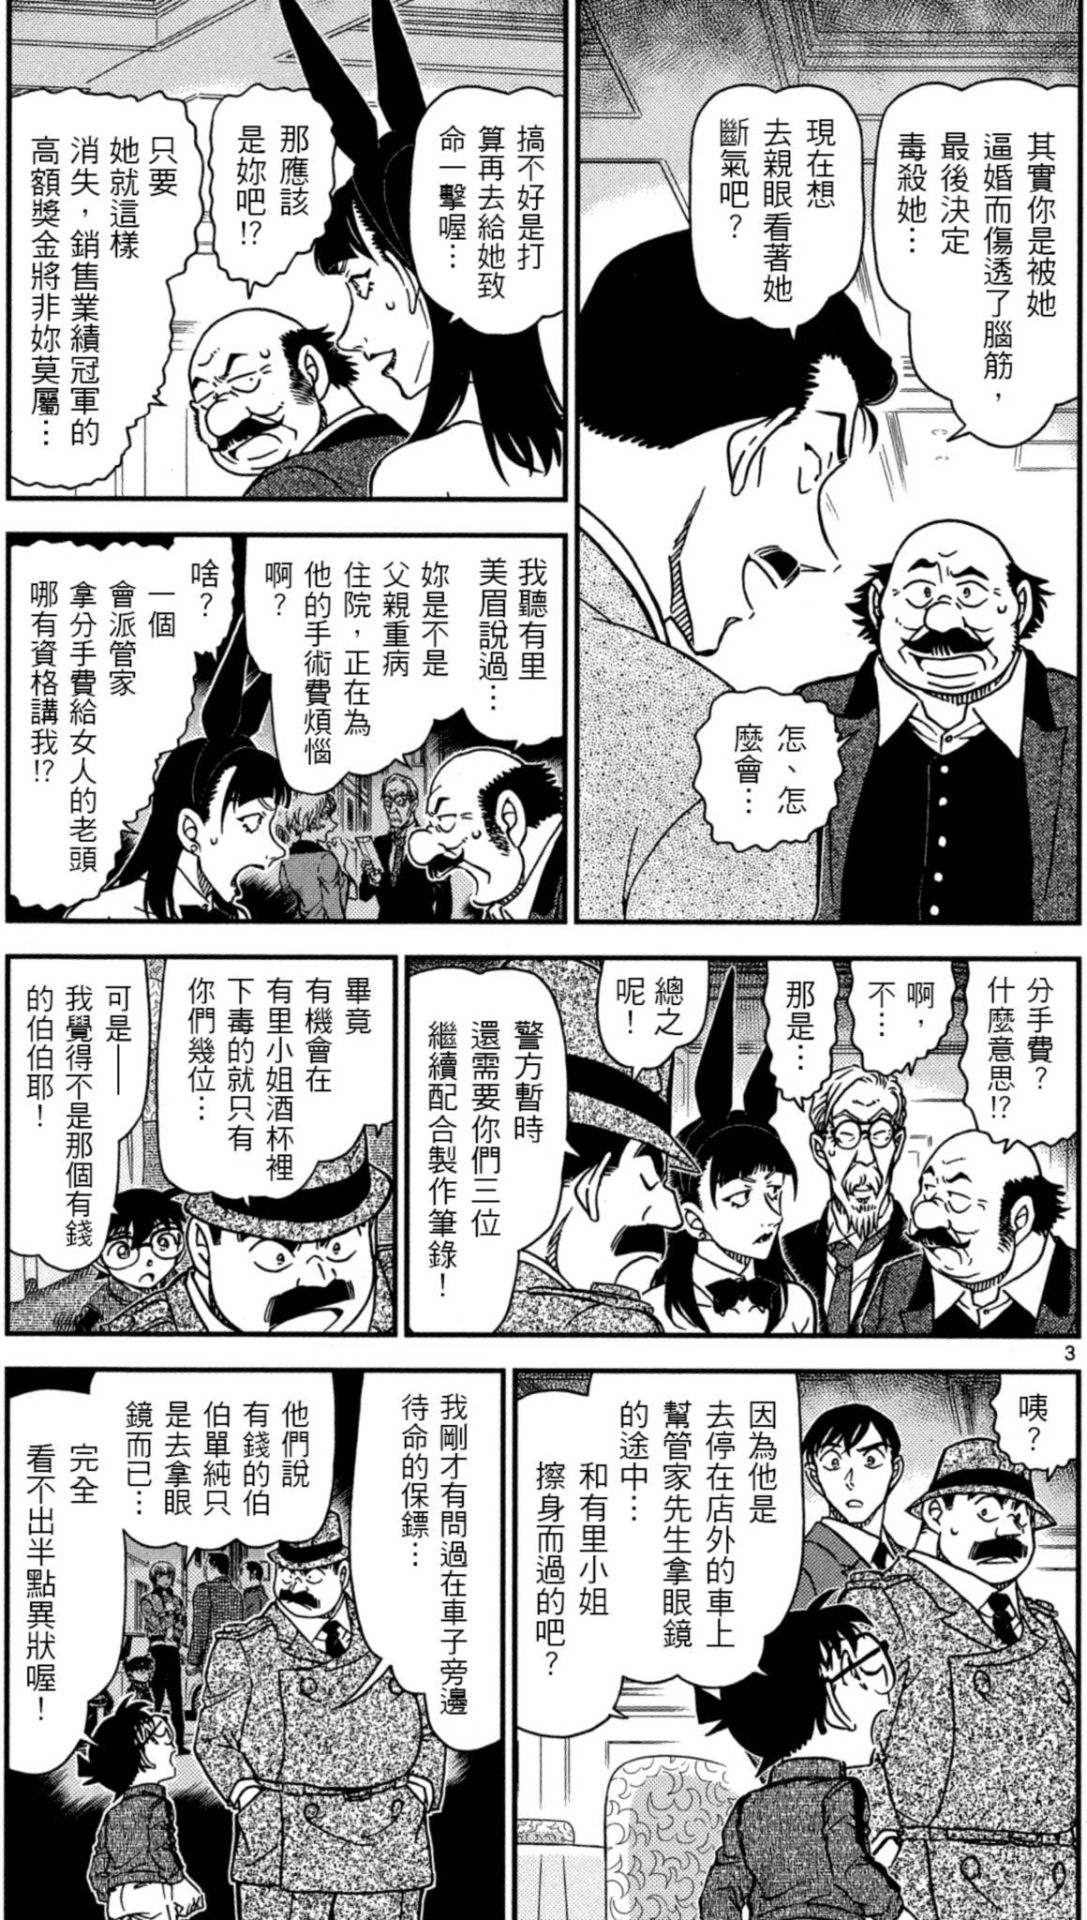 其實你是被她
逼婚而傷透了腦筋，
最後決定
毒殺她…
現在想
去親眼看著她
斷氣吧？
怎、怎
麼會…
搞不好是打
算再去給她致
命一擊喔…
那應該
是妳吧!?
只要
她就這樣
消失，銷售業績冠軍的
高額獎金將非妳莫屬…
我聽有里
美眉說過…
妳是不是
父親重病
住院，正在為
他的手術費煩惱
啊？
啥？
一個
會派管家
拿分手費給女人的老頭
哪有資格講我!?
分手費？
什麼意思!?
啊，
不…
那是…
總之
呢！
警方暫時
還需要你們三位
繼續配合製作筆錄！
畢竟
有機會在
有里小姐酒杯裡
下毒的就只有
你們幾位…
可是——
我覺得不是那個有錢
的伯伯耶！
3
咦？
因為他是
去停在店外的車上
幫管家先生拿眼鏡
的途中…
和有里小姐
擦身而過的吧？
我剛才有問過在車子旁邊
待命的保鏢…
他們說
有錢的伯
伯單純只
是去拿眼
鏡而已…
完全
看不出半點異狀喔！